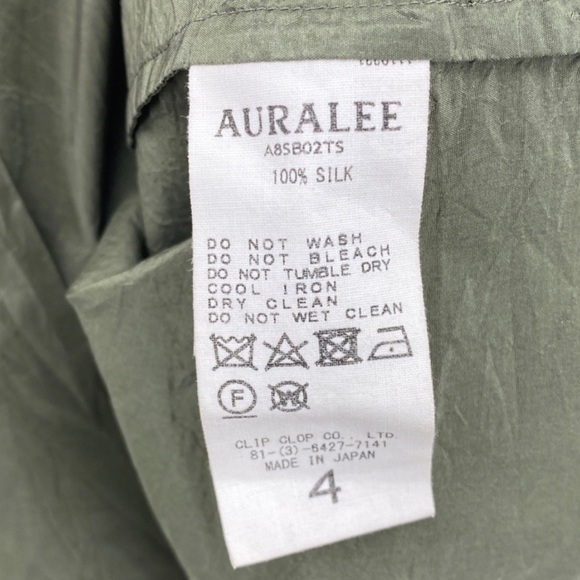 AURALEE
A8SB02TS
100% SILK
DO NOT WASH
DO NOT BLEACH
DO NOT TUMBLE DRY
COOL IRON
DRY CLEAN
DO NOT WET CLEAN
F W
CLIP CLOP CO., LTD
81-(3)-6427-7141
MADE IN JAPAN
4